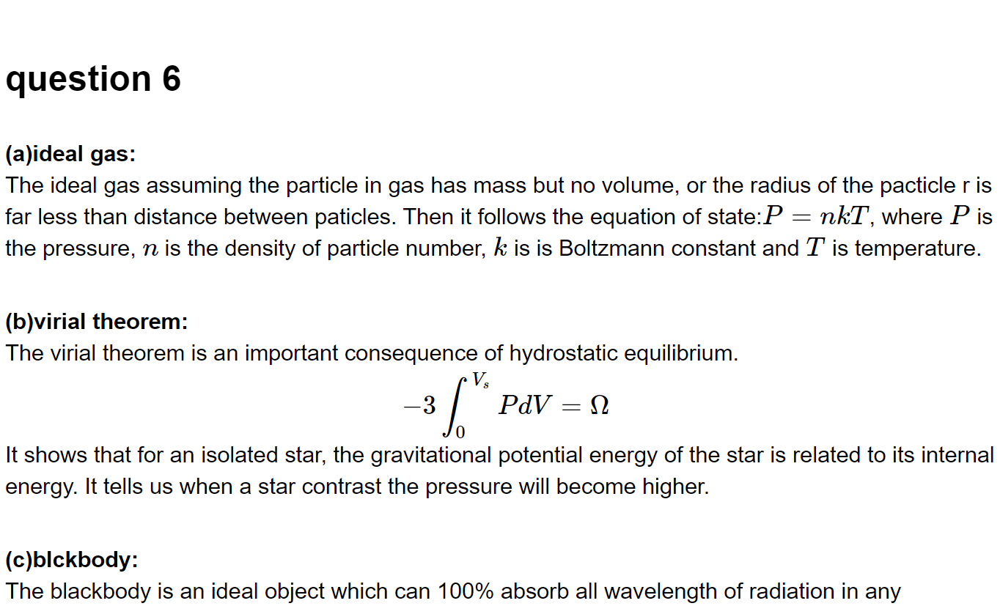 question 6
(a)ideal gas:
The ideal gas assuming the particle in gas has mass but no volume, or the radius of the pacticle r is
far less than distance between paticles. Then it follows the equation of state:P = nkT, where P is
the pressure, n is the density of particle number, k is is Boltzmann constant and T is temperature.
(b)virial theorem:
The virial theorem is an important consequence of hydrostatic equilibrium.
−3 ∫₀^{Vₛ} PdV = Ω
It shows that for an isolated star, the gravitational potential energy of the star is related to its internal
energy. It tells us when a star contrast the pressure will become higher.
(c)blckbody:
The blackbody is an ideal object which can 100% absorb all wavelength of radiation in any